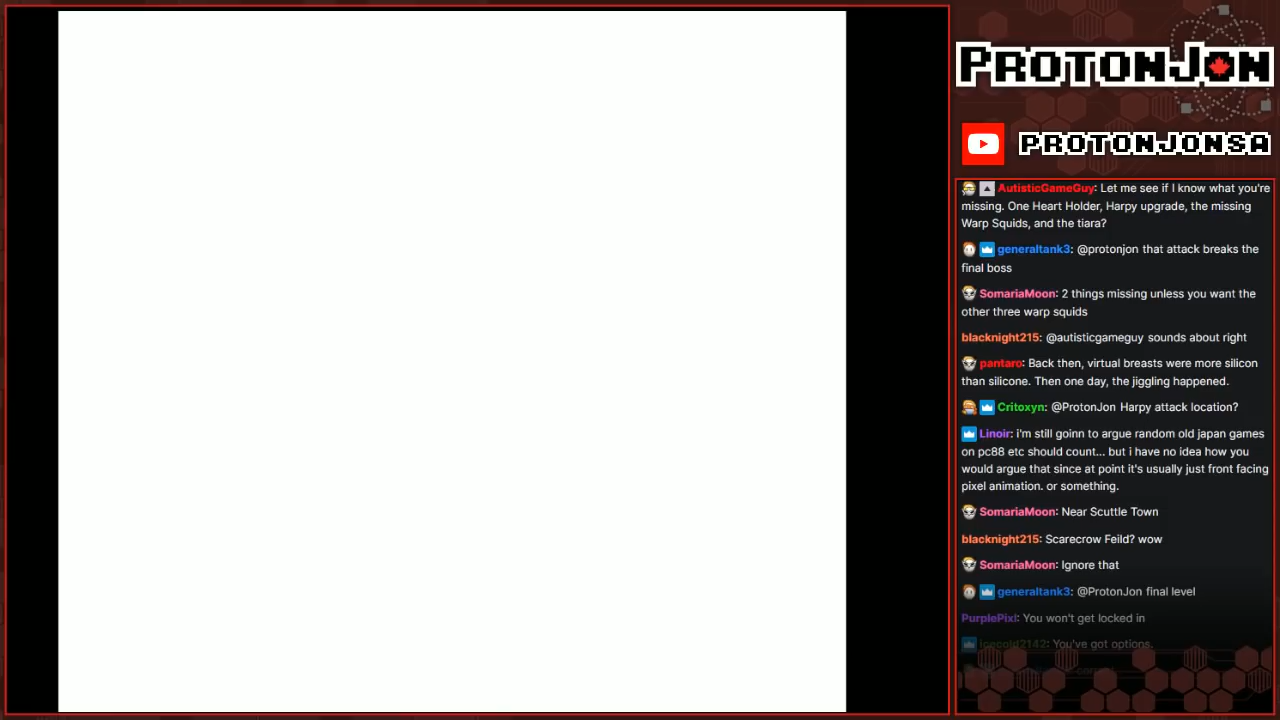 PROTONJON
PROTONJONSA
AutisticGameGuy: Let me see if I know what you're
missing. One Heart Holder, Harpy upgrade, the missing
Warp Squids, and the tiara?
generaltank3: @protonjon that attack breaks the
final boss
SomariaMoon: 2 things missing unless you want the
other three warp squids
blacknight215: @autisticgameguy sounds about right
pantaro: Back then, virtual breasts were more silicon
than silicone. Then one day, the jiggling happened.
Critoxyn: @ProtonJon Harpy attack location?
Linoir: i'm still goinn to argue random old japan games
on pc88 etc should count... but i have no idea how you
would argue that since at point it's usually just front facing
pixel animation. or something.
SomariaMoon: Near Scuttle Town
blacknight215: Scarecrow Feild? wow
SomariaMoon: Ignore that
generaltank3: @ProtonJon final level
PurplePixl: You won't get locked in
icecold2142: You've got options.